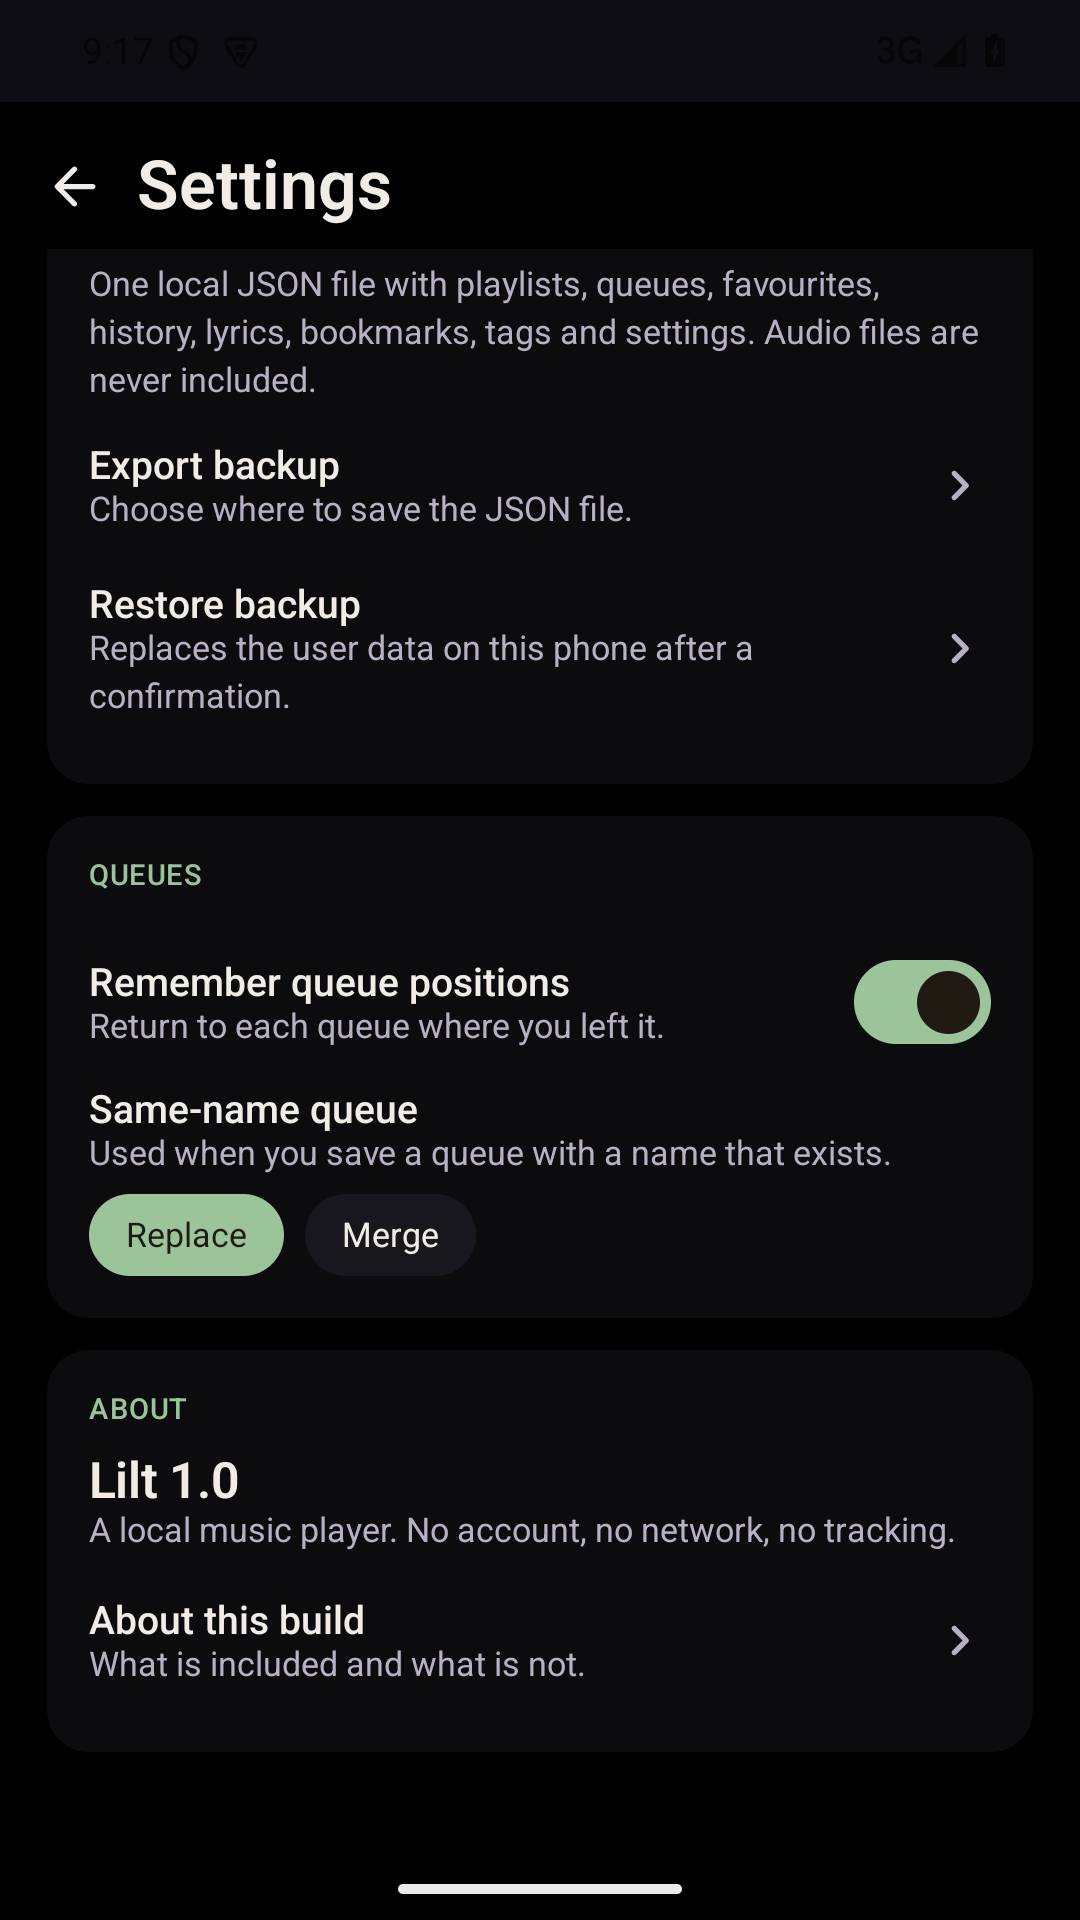 9:17 3G
Settings
One local JSON file with playlists, queues, favourites,
history, lyrics, bookmarks, tags and settings. Audio files are
never included.
Export backup
Choose where to save the JSON file.
Restore backup
Replaces the user data on this phone after a
confirmation.
QUEUES
Remember queue positions
Return to each queue where you left it.
Same-name queue
Used when you save a queue with a name that exists.
Replace Merge
ABOUT
Lilt 1.0
A local music player. No account, no network, no tracking.
About this build
What is included and what is not.